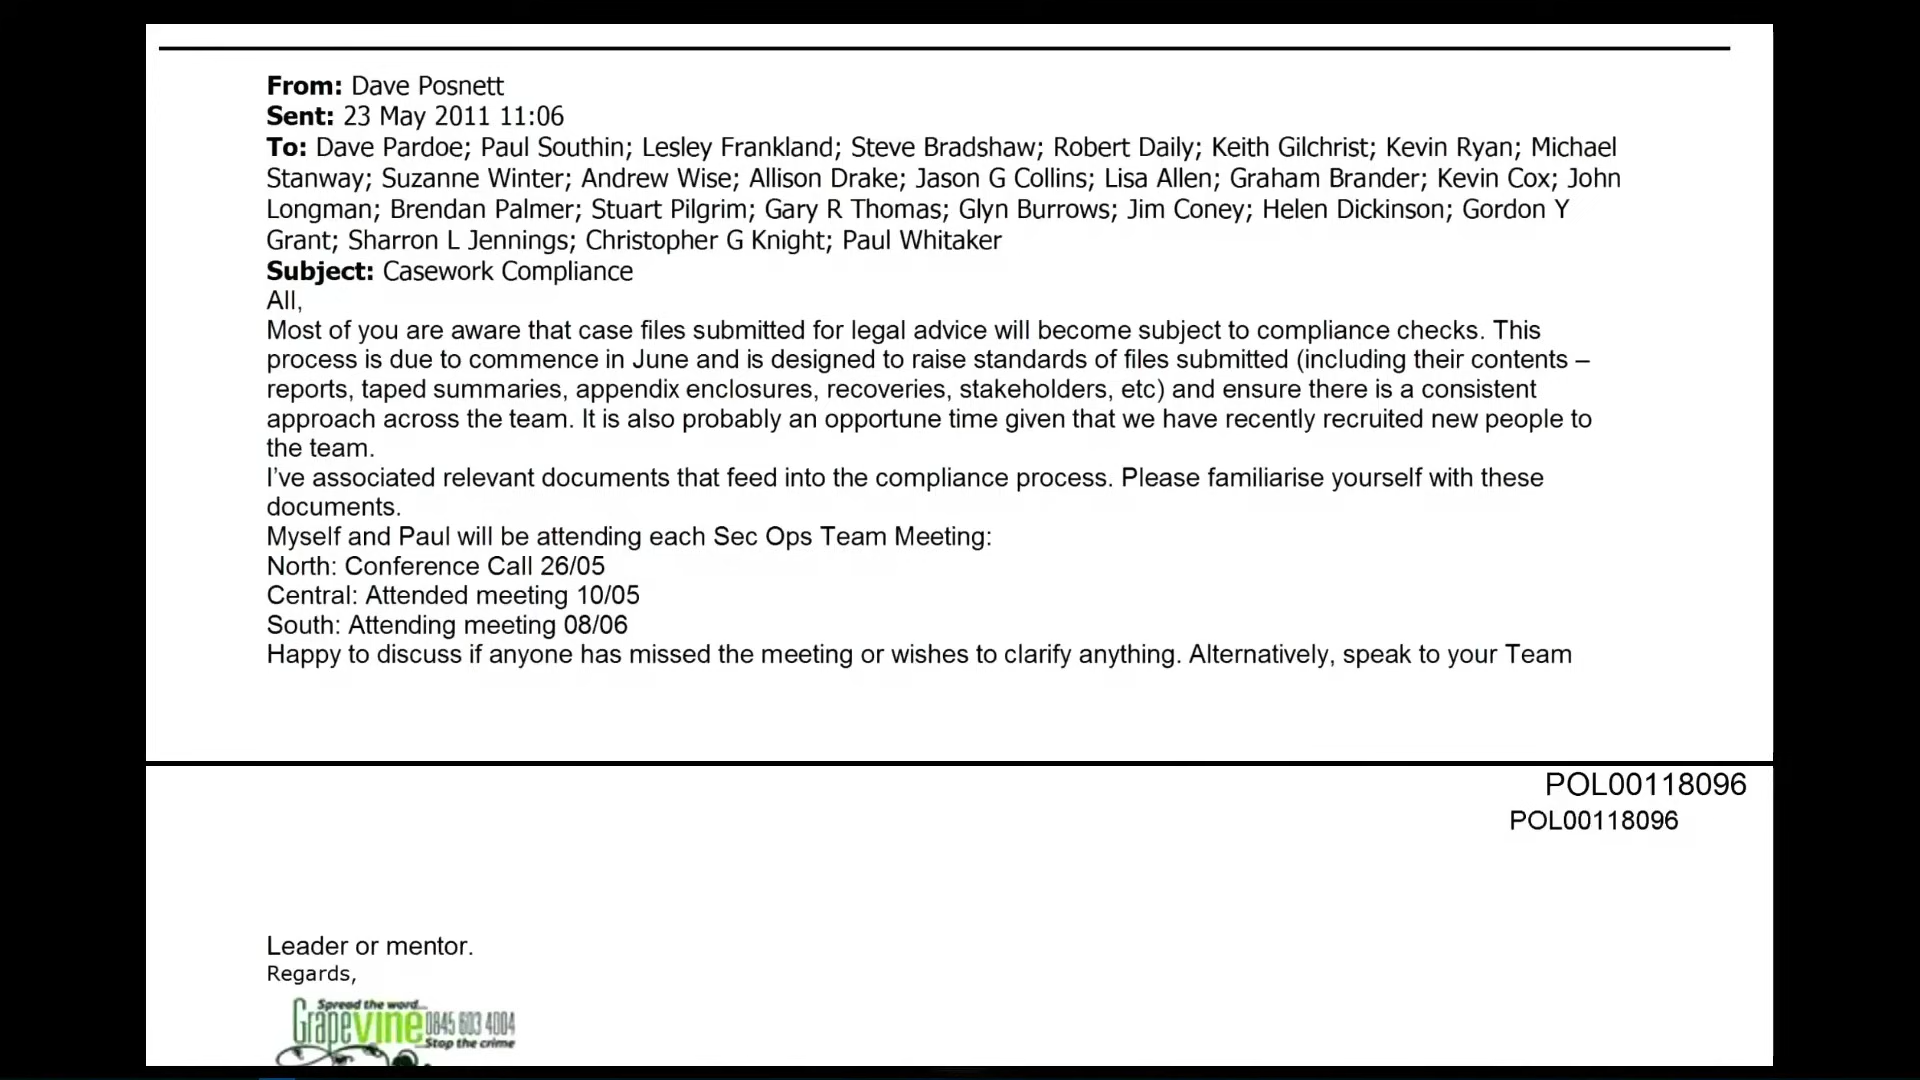 From: Dave Posnett
Sent: 23 May 2011 11:06
To: Dave Pardoe; Paul Southin; Lesley Frankland; Steve Bradshaw; Robert Daily; Keith Gilchrist; Kevin Ryan; Michael
Stanway; Suzanne Winter; Andrew Wise; Allison Drake; Jason G Collins; Lisa Allen; Graham Brander; Kevin Cox; John
Longman; Brendan Palmer; Stuart Pilgrim; Gary R Thomas; Glyn Burrows; Jim Coney; Helen Dickinson; Gordon Y
Grant; Sharron L Jennings; Christopher G Knight; Paul Whitaker
Subject: Casework Compliance
All,
Most of you are aware that case files submitted for legal advice will become subject to compliance checks. This
process is due to commence in June and is designed to raise standards of files submitted (including their contents –
reports, taped summaries, appendix enclosures, recoveries, stakeholders, etc) and ensure there is a consistent
approach across the team. It is also probably an opportune time given that we have recently recruited new people to
the team.
I've associated relevant documents that feed into the compliance process. Please familiarise yourself with these
documents.
Myself and Paul will be attending each Sec Ops Team Meeting:
North: Conference Call 26/05
Central: Attended meeting 10/05
South: Attending meeting 08/06
Happy to discuss if anyone has missed the meeting or wishes to clarify anything. Alternatively, speak to your Team
POL00118096
POL00118096
Leader or mentor.
Regards,
Spread the word...
Grapevine 0845 603 4004
...Stop the crime